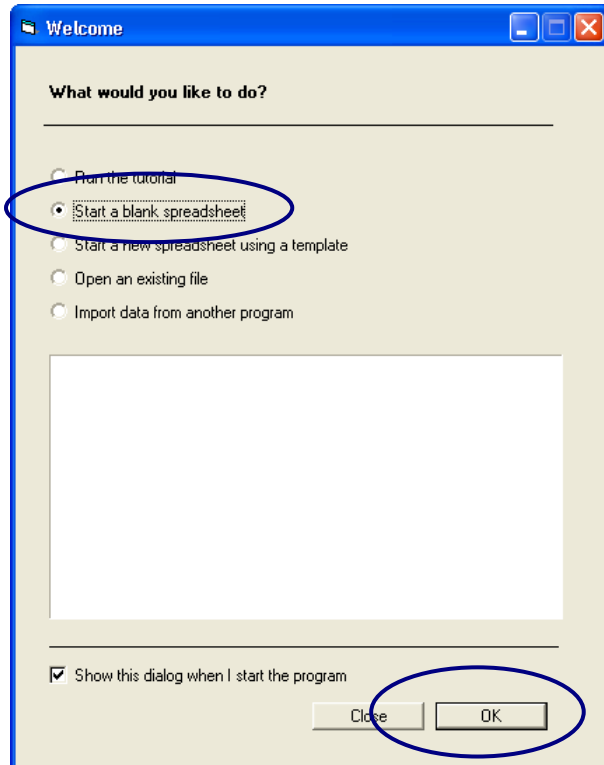 Welcome
What would you like to do?
Run the tutorial
Start a blank spreadsheet
Start a new spreadsheet using a template
Open an existing file
Import data from another program
Show this dialog when I start the program
Close OK